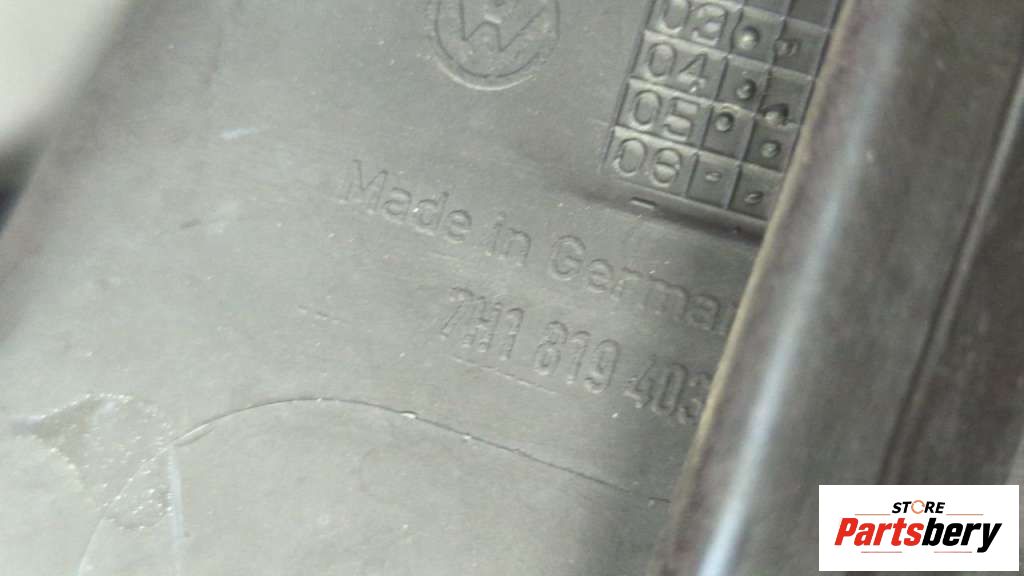 03
04
05
06
Made in German
7H1 819 403
STORE
Partsbery